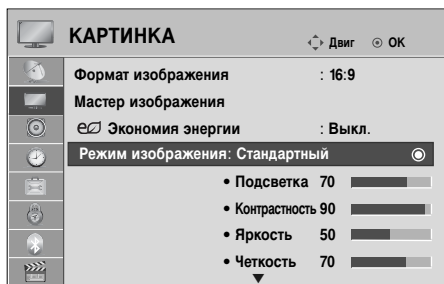 КАРТИНКА Двиг ОК
Формат изображения : 16:9
Мастер изображения
Экономия энергии : Выкл.
Режим изображения: Стандартный
• Подсветка 70
• Контрастность 90
• Яркость 50
• Четкость 70